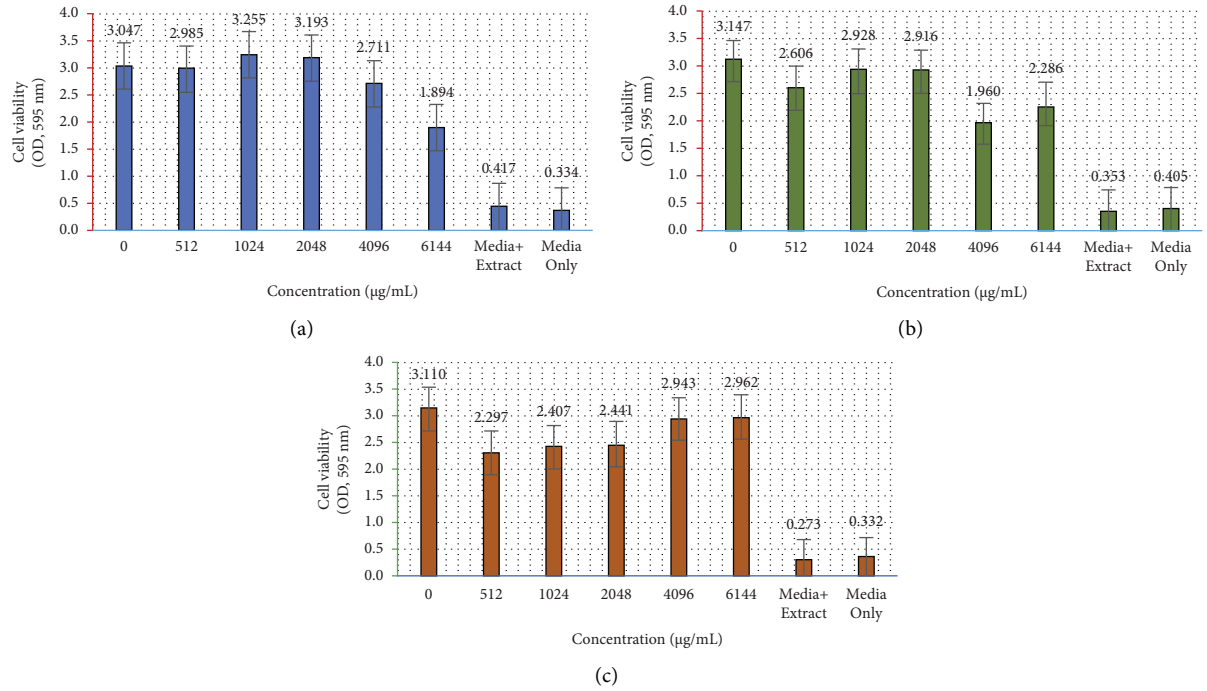 4.0
3.5
3.0
2.5
2.0
1.5
1.0
0.5
0.0
Cell viability
(OD, 595 nm)
3.047
2.985
3.255
3.193
2.711
1.894
0.417
0.334
0
512
1024
2048
4096
6144
Media+
Extract
Media
Only
Concentration (µg/mL)
(a)
4.0
3.5
3.0
2.5
2.0
1.5
1.0
0.5
0.0
Cell viability
(OD, 595 nm)
3.147
2.606
2.928
2.916
1.960
2.286
0.353
0.405
0
512
1024
2048
4096
6144
Media+
Extract
Media
Only
Concentration (µg/mL)
(b)
4.0
3.5
3.0
2.5
2.0
1.5
1.0
0.5
0.0
Cell viability
(OD, 595 nm)
3.110
2.297
2.407
2.441
2.943
2.962
0.273
0.332
0
512
1024
2048
4096
6144
Media+
Extract
Media
Only
Concentration (µg/mL)
(c)